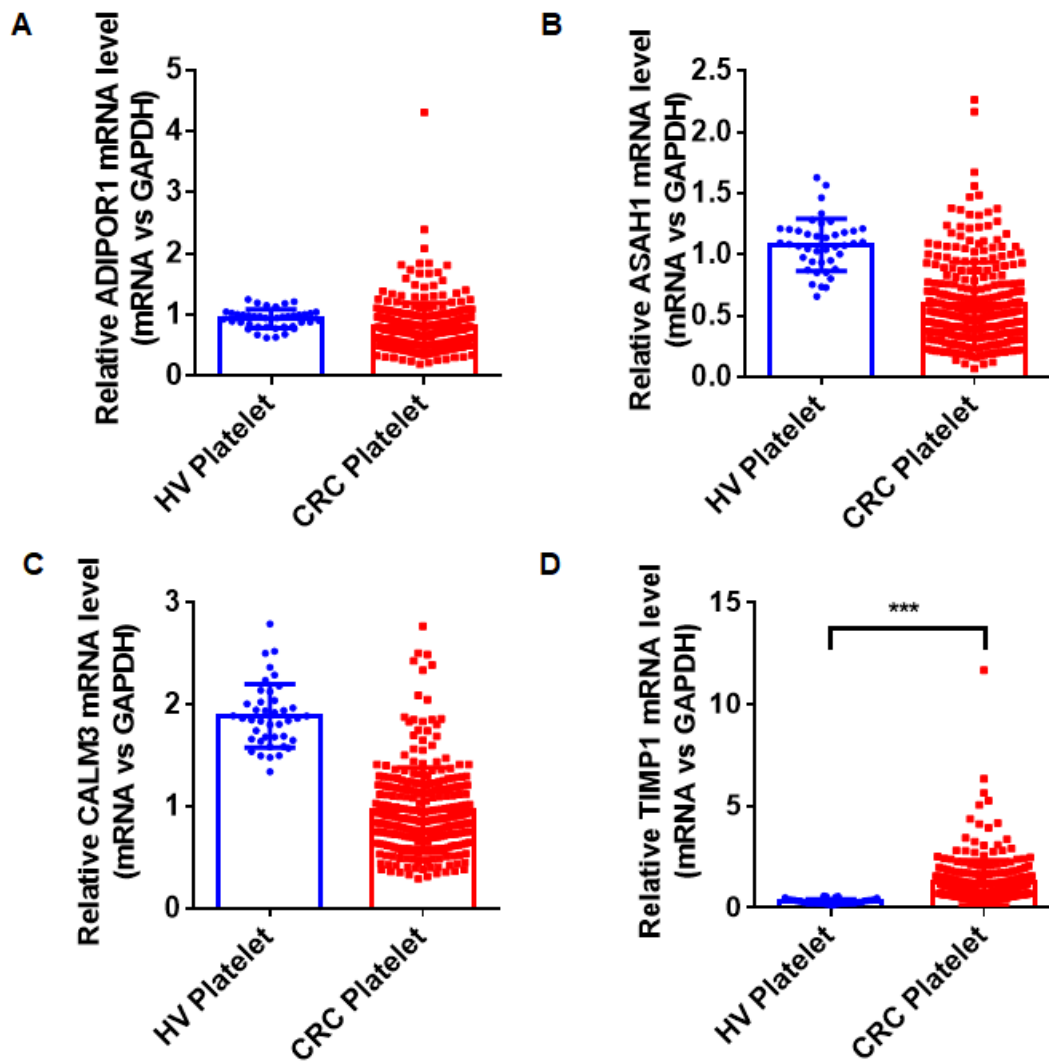 A
Relative ADIPOR1 mRNA level
(mRNA vs GAPDH)
5
4
3
2
1
0
HV Platelet
CRC Platelet
B
Relative ASAH1 mRNA level
(mRNA vs GAPDH)
2.5
2.0
1.5
1.0
0.5
0.0
HV Platelet
CRC Platelet
C
Relative CALM3 mRNA level
(mRNA vs GAPDH)
3
2
1
0
HV Platelet
CRC Platelet
D
Relative TIMP1 mRNA level
(mRNA vs GAPDH)
15
10
5
0
***
HV Platelet
CRC Platelet